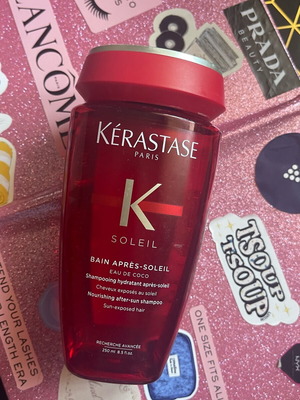 LANCÔME
PRADA
BEAUTY
KÉRASTASE
PARIS
K
SOLEIL
BAIN APRÈS-SOLEIL
EAU DE COCO
Shampooing hydratant après-soleil
Cheveux exposés au soleil
Nourishing after-sun shampoo
Sun-exposed hair
RECHERCHE AVANCÉE
250 ml 8.5 fl.oz.
TSOUP
TSOUP
YOUR LASHES
LENGTH ERA
ONE SIZE FITS ALL
NYX